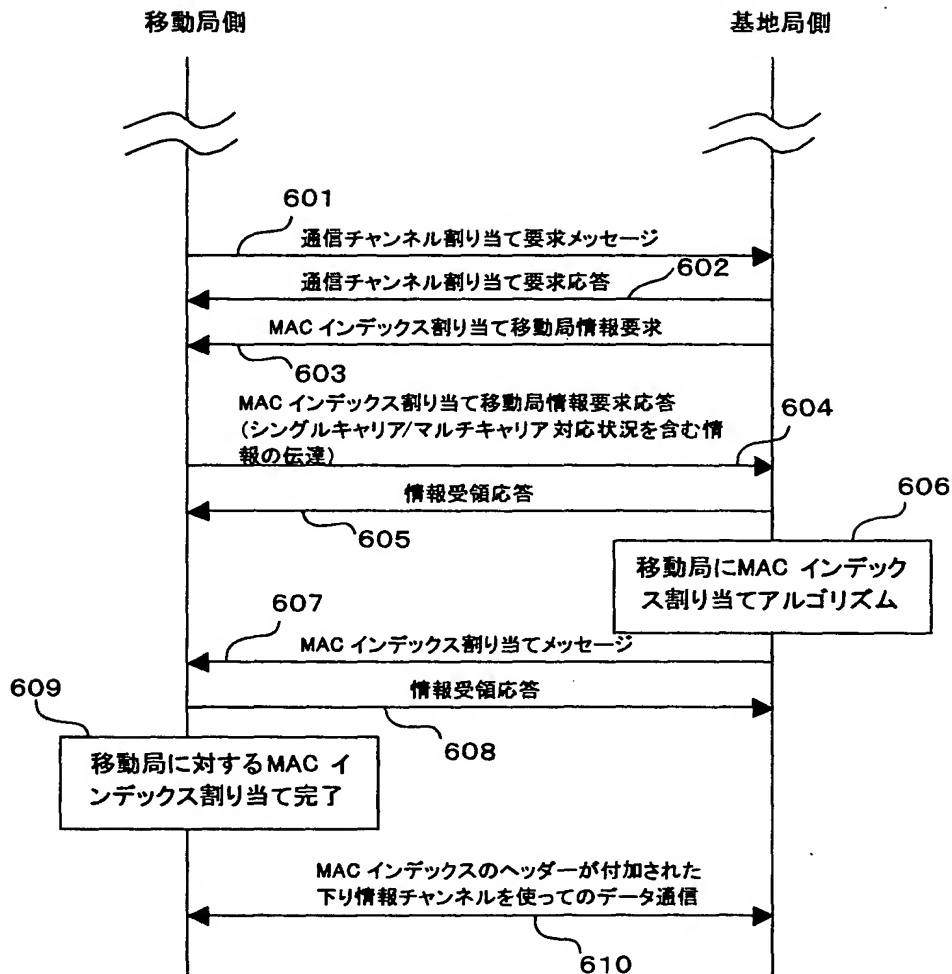 移動局側
基地局側
601
通信チャンネル割り当て要求メッセージ
602
通信チャンネル割り当て要求応答
MAC インデックス割り当て移動局情報要求
603
MAC インデックス割り当て移動局情報要求応答
(シングルキャリア/マルチキャリア対応状況を含む情
報の伝達)
604
情報受領応答
605
606
移動局にMAC インデック
ス割り当てアルゴリズム
607
MAC インデックス割り当てメッセージ
609
情報受領応答
608
移動局に対するMAC イ
ンデックス割り当て完了
MAC インデックスのヘッダーが付加された
下り情報チャンネルを使ってのデータ通信
610